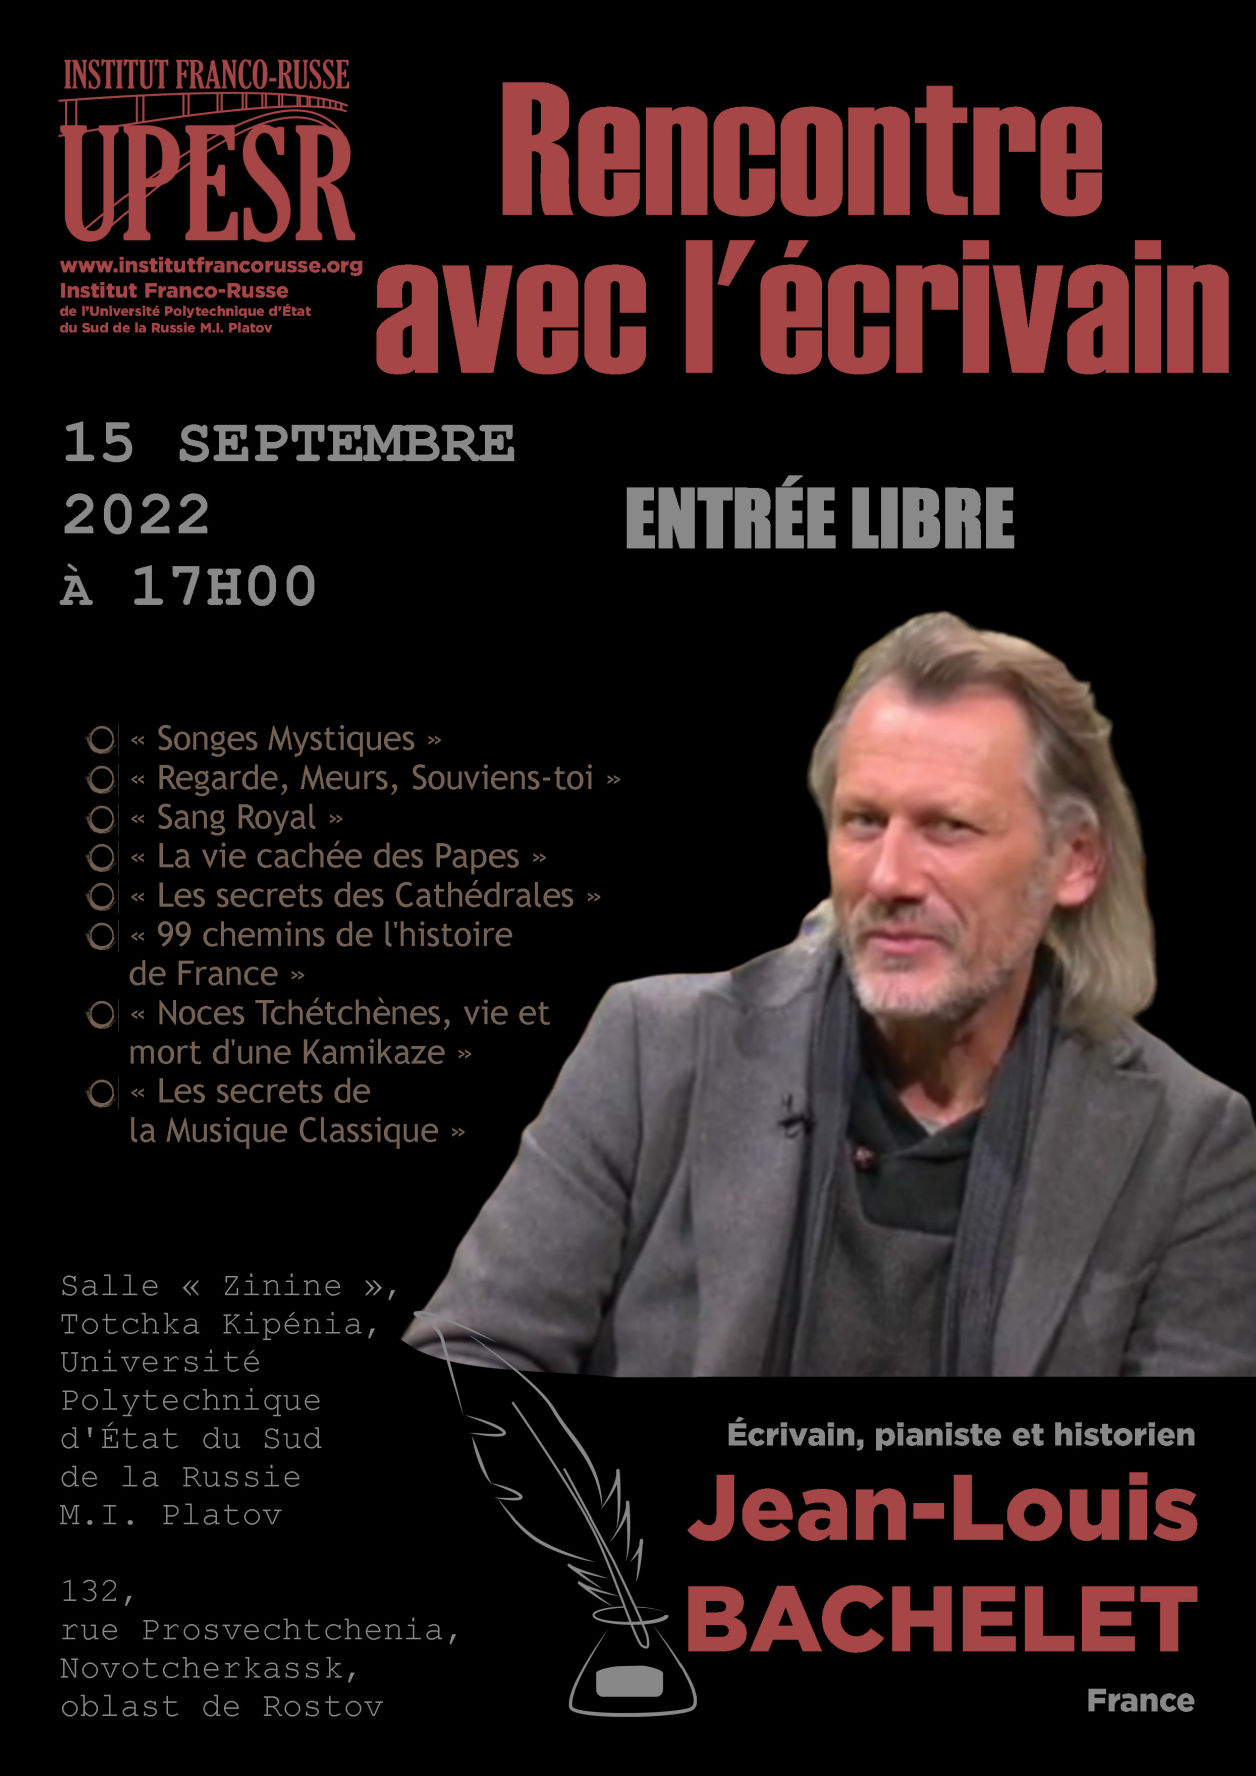 INSTITUT FRANCO-RUSSE
UPESR
www.institutfrancorusse.org
Institut Franco-Russe
de l'Université Polytechnique d'État
du Sud de la Russie M.I. Platov
Rencontre
avec l'écrivain
15 SEPTEMBRE
2022
À 17H00
ENTRÉE LIBRE
« Songes Mystiques »
« Regarde, Meurs, Souviens-toi »
« Sang Royal »
« La vie cachée des Papes »
« Les secrets des Cathédrales »
« 99 chemins de l'histoire
de France »
« Noces Tchétchènes, vie et
mort d'une Kamikaze »
« Les secrets de
la Musique Classique »
Salle « Zinine »,
Totchka Kipénia,
Université
Polytechnique
d'État du Sud
de la Russie
M.I. Platov
132,
rue Prosvechtchenia,
Novotcherkassk,
oblast de Rostov
Écrivain, pianiste et historien
Jean-Louis
BACHELET
France